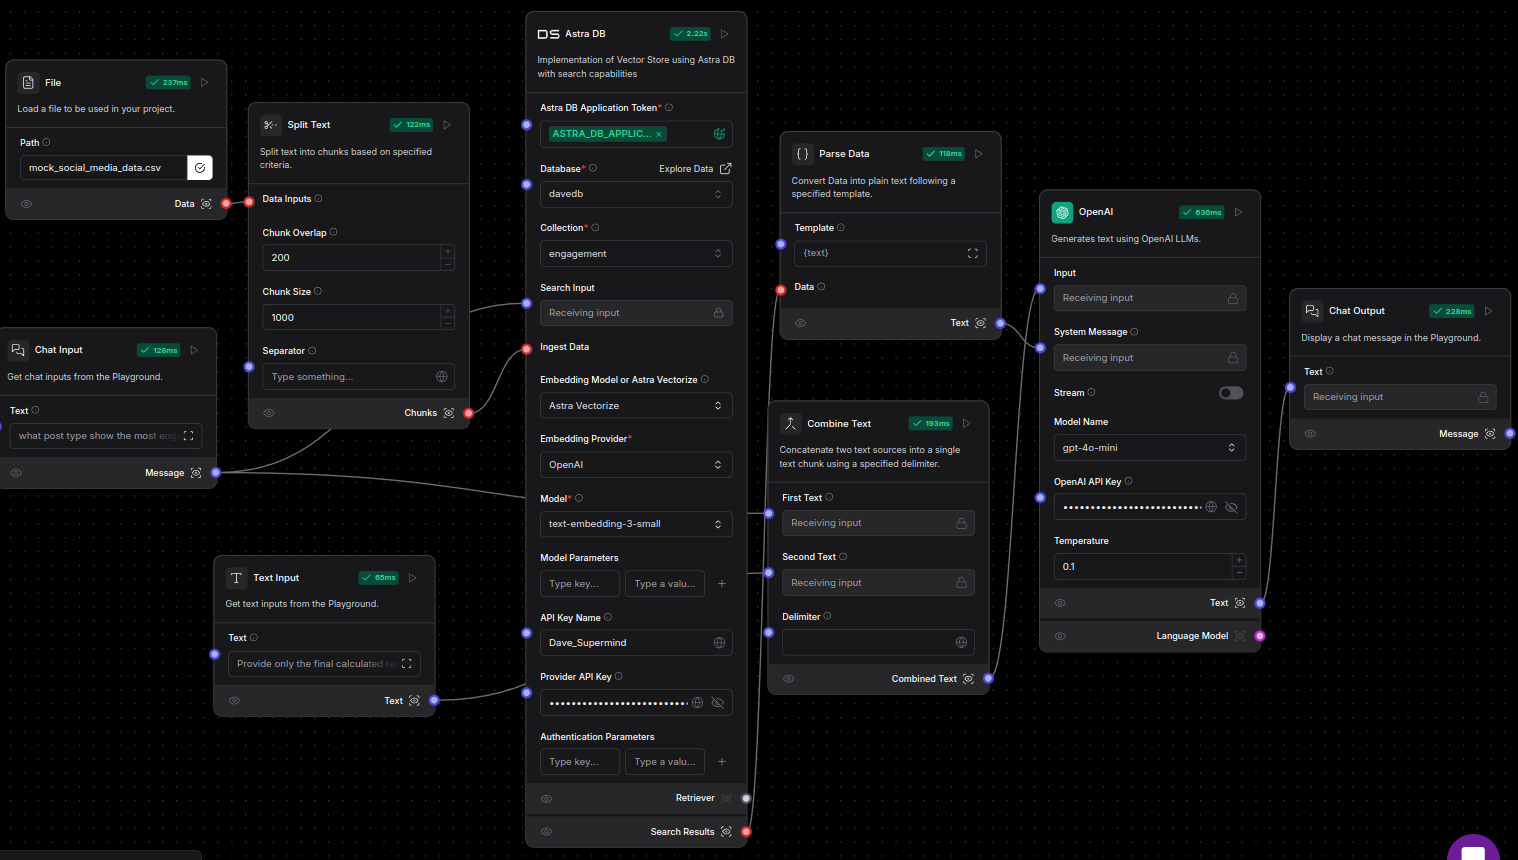 File
237ms
Load a file to be used in your project.
Path
mock_social_media_data.csv
Data
Chat Input
128ms
Get chat inputs from the Playground.
Text
what post type show the most
Message
Split Text
122ms
Split text into chunks based on specified
criteria.
Data Inputs
Chunk Overlap
200
Chunk Size
1000
Separator
Type something...
Chunks
Text Input
65ms
Get text inputs from the Playground.
Text
Provide only the final calculated
Text
DS Astra DB
2.22s
Implementation of Vector Store using Astra DB
with search capabilities
Astra DB Application Token*
ASTRA_DB_APPLIC... ×
Database*
Explore Data
davedb
Collection*
engagement
Search Input
Receiving input
Ingest Data
Embedding Model or Astra Vectorize
Astra Vectorize
Embedding Provider*
OpenAI
Model*
text-embedding-3-small
Model Parameters
Type key...
Type a valu...
API Key Name
Dave_Supermind
Provider API Key
•••••••••••••••••••••••••
Authentication Parameters
Type key...
Type a valu...
Retriever
Search Results
Parse Data
118ms
Convert Data into plain text following a
specified template.
Template
{text}
Data
Text
Combine Text
193ms
Concatenate two text sources into a single
text chunk using a specified delimiter.
First Text
Receiving input
Second Text
Receiving input
Delimiter
Combined Text
OpenAI
636ms
Generates text using OpenAI LLMs.
Input
Receiving input
System Message
Receiving input
Stream
Model Name
gpt-4o-mini
OpenAI API Key
•••••••••••••••••••••••••
Temperature
0.1
Text
Language Model
Chat Output
228ms
Display a chat message in the Playground.
Text
Receiving input
Message